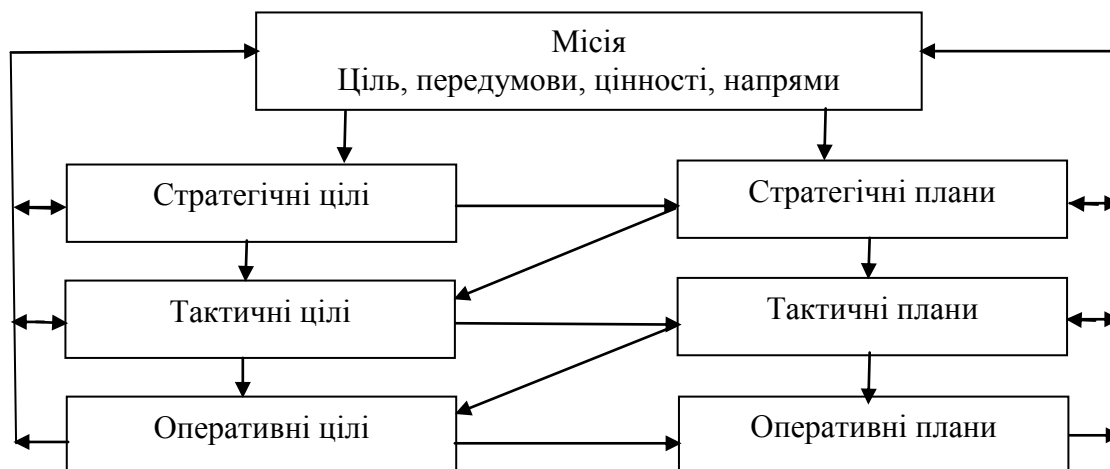 Місія
Ціль, передумови, цінності, напрями
Стратегічні цілі
Стратегічні плани
Тактичні цілі
Тактичні плани
Оперативні цілі
Оперативні плани